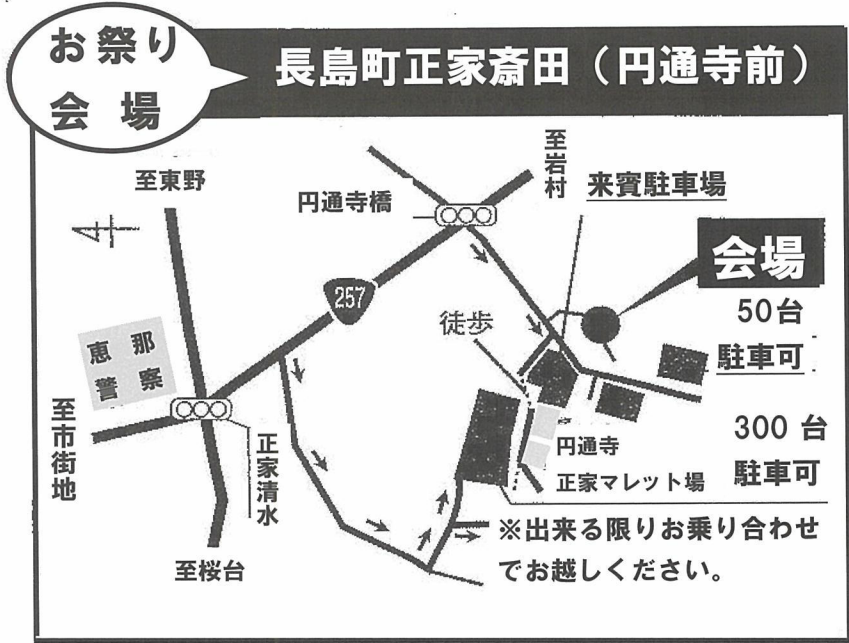 お祭り
会場
長島町正家斎田（円通寺前）
至東野
円通寺橋
至岩村
来賓駐車場
会場
257
50台
駐車可
徒歩
恵那
警察
至市街地
正家清水
300台
駐車可
円通寺
正家マレット場
至桜台
※出来る限りお乗り合わせ
でお越しください。